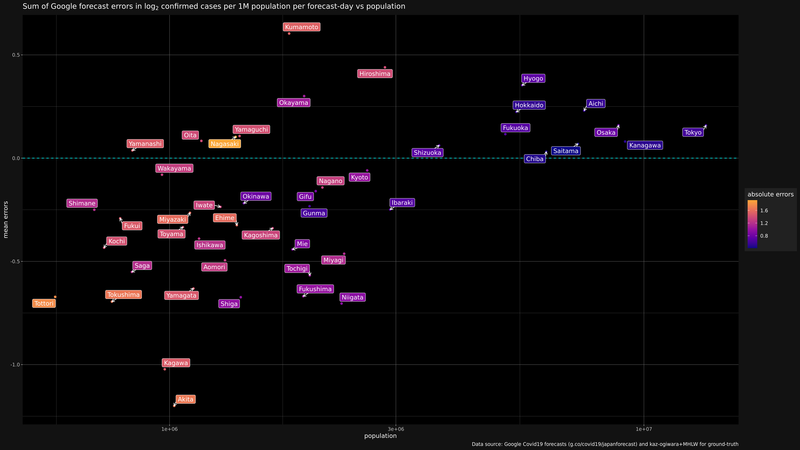 Sum of Google forecast errors in log2 confirmed cases per 1M population per forecast-day vs population
Kumamoto
0.5
Hiroshima
Hyogo
Okayama
Hokkaido
Aichi
Oita
Yamaguchi
Fukuoka
Osaka
Tokyo
Yamanashi
Nagasaki
Shizuoka
Saitama
Kanagawa
0.0
Chiba
Wakayama
Nagano
Kyoto
absolute errors
Shimane
Iwate
Okinawa
Gifu
Ibaraki
1.6
1.2
0.8
mean errors
Fukui
Miyazaki
Ehime
Gunma
Kochi
Toyama
Ishikawa
Kagoshima
Mie
-0.5
Saga
Aomori
Tochigi
Miyagi
Tottori
Tokushima
Yamagata
Shiga
Fukushima
Niigata
-1.0
Kagawa
Akita
1e+06
3e+06
1e+07
population
Data source: Google Covid19 forecasts (g.co/covid19/japanforecast) and kaz-ogiwara+MHLW for ground-truth